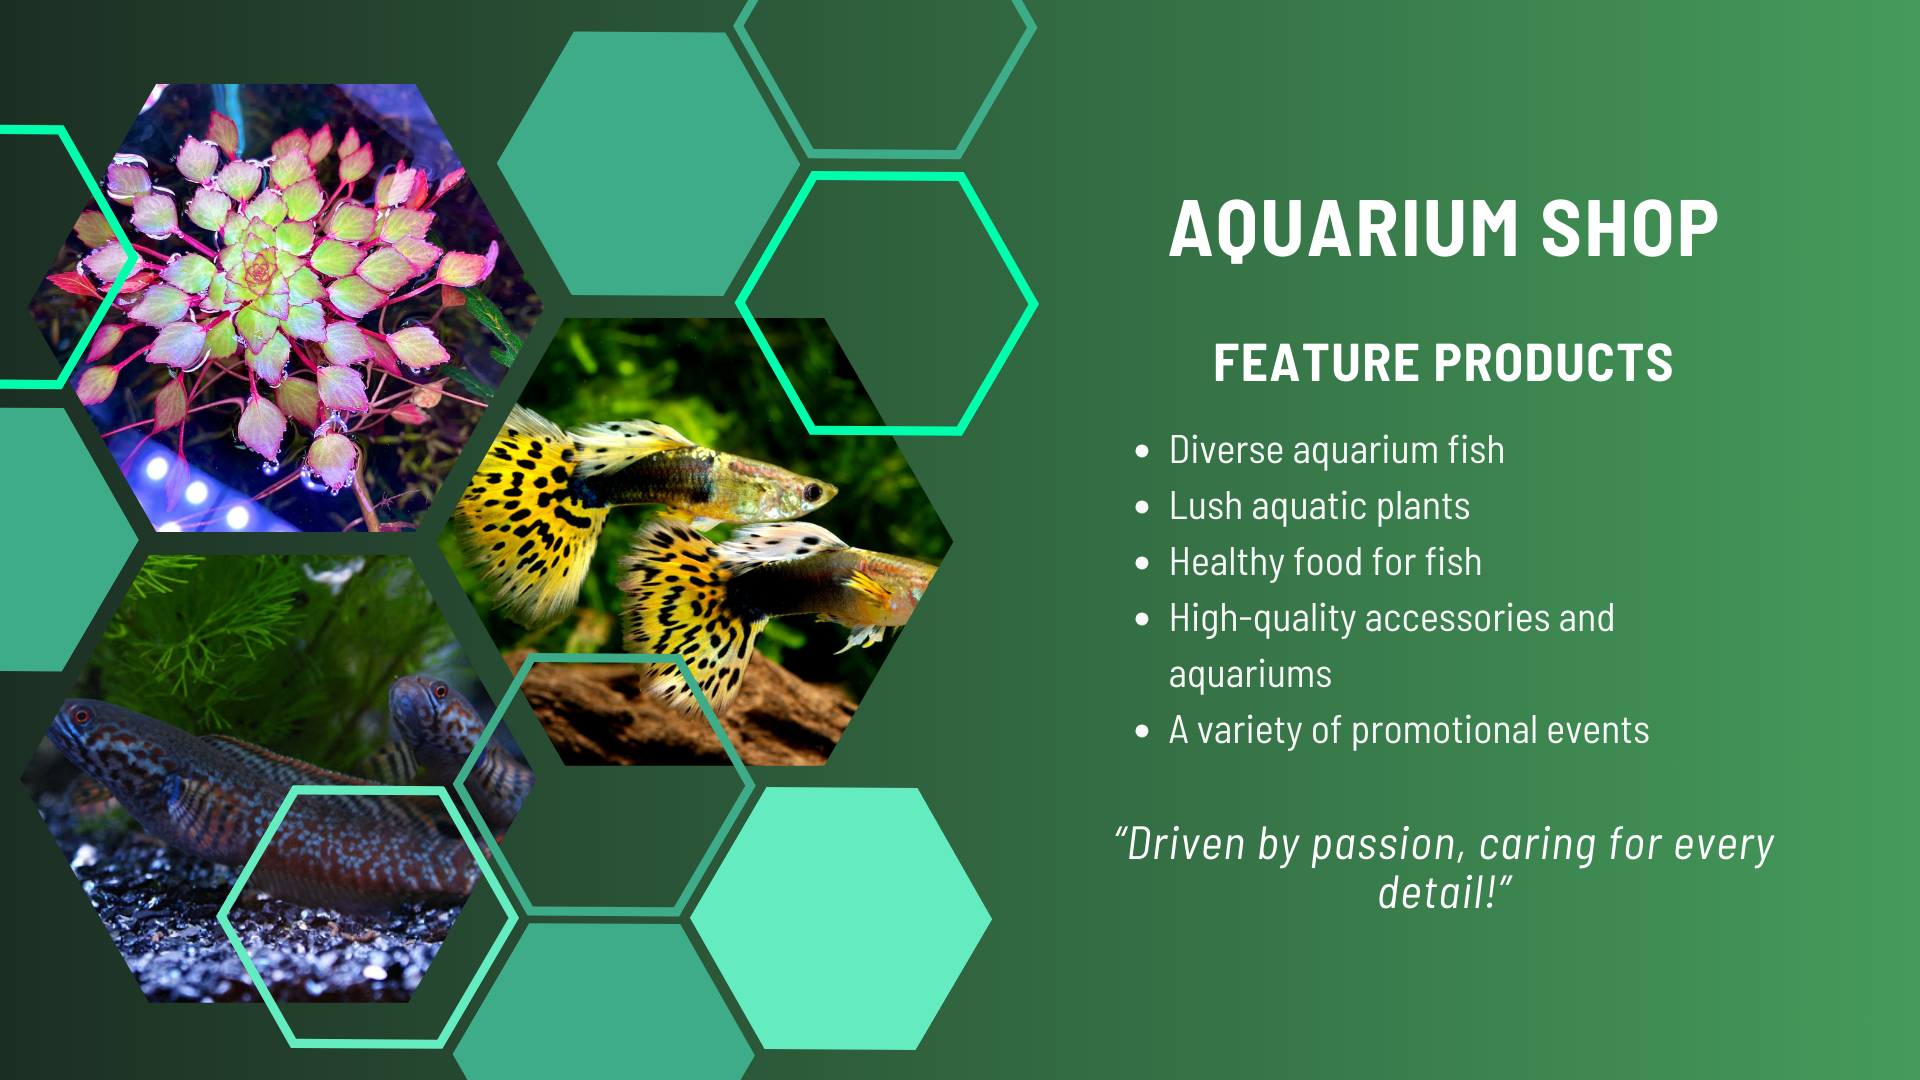 AQUARIUM SHOP
FEATURE PRODUCTS
• Diverse aquarium fish
• Lush aquatic plants
• Healthy food for fish
• High-quality accessories and
aquariums
• A variety of promotional events
“Driven by passion, caring for every
detail!”